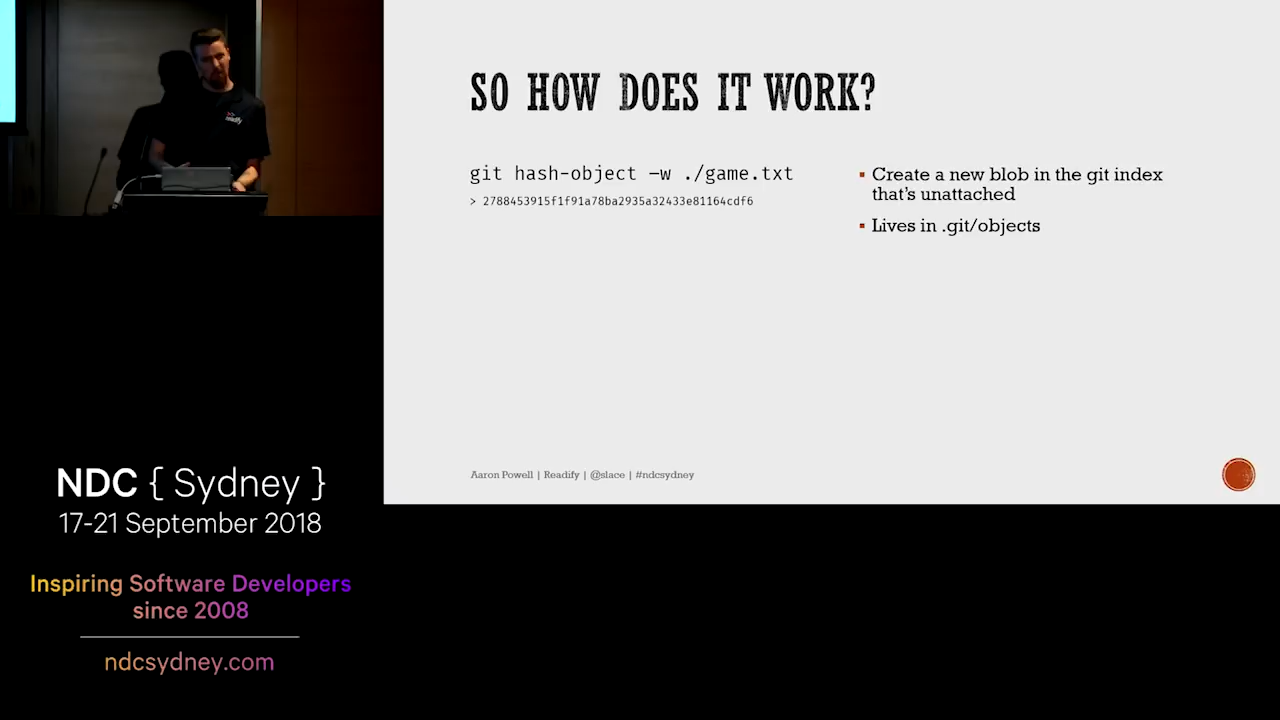 SO HOW DOES IT WORK?
git hash-object –w ./game.txt
> 2788453915f1f91a78ba2935a32433e81164cdf6
▪ Create a new blob in the git index
that's unattached
▪ Lives in .git/objects
Aaron Powell | Readify | @slace | #ndcsydney
readify
NDC { Sydney }
17-21 September 2018
Inspiring Software Developers
since 2008
ndcsydney.com